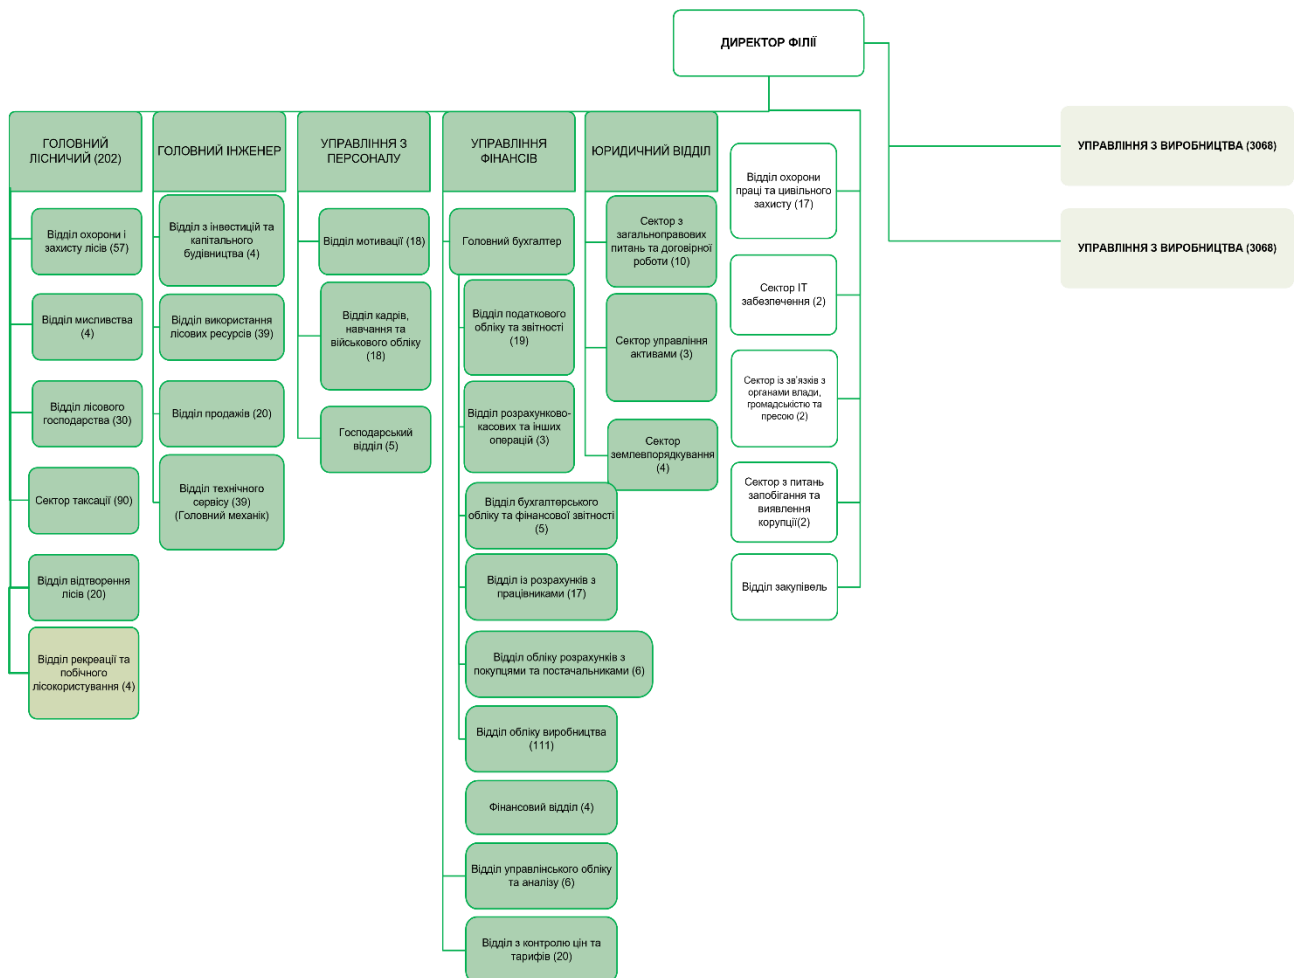 ДИРЕКТОР ФІЛІЇ
УПРАВЛІННЯ З ВИРОБНИЦТВА (3068)
УПРАВЛІННЯ З ВИРОБНИЦТВА (3068)
ГОЛОВНИЙ
ЛІСНИЧИЙ (202)
Відділ охорони і
захисту лісів (57)
Відділ мисливства
(4)
Відділ лісового
господарства (30)
Сектор таксації (90)
Відділ відтворення
лісів (20)
Відділ рекреації та
побічного
лісокористування (4)
ГОЛОВНИЙ ІНЖЕНЕР
Відділ з інвестицій та
капітального
будівництва (4)
Відділ використання
лісових ресурсів (39)
Відділ продажів (20)
Відділ технічного
сервісу (39)
(Головний механік)
УПРАВЛІННЯ З
ПЕРСОНАЛУ
Відділ мотивації (18)
Відділ кадрів,
навчання та
військового обліку
(18)
Господарський
відділ (5)
УПРАВЛІННЯ
ФІНАНСІВ
Головний бухгалтер
Відділ податкового
обліку та звітності
(19)
Відділ розрахунково-
касових та інших
операцій (3)
Відділ бухгалтерського
обліку та фінансової звітності
(5)
Відділ із розрахунків з
працівниками (17)
Відділ обліку розрахунків з
покупцями та постачальниками (6)
Відділ обліку виробництва
(111)
Фінансовий відділ (4)
Відділ управлінського обліку
та аналізу (6)
Відділ з контролю цін та
тарифів (20)
ЮРИДИЧНИЙ ВІДДІЛ
Сектор з
загальноправових
питань та договірної
роботи (10)
Сектор управління
активами (3)
Сектор
землевпорядкування
(4)
Відділ охорони
праці та цивільного
захисту (17)
Сектор ІТ
забезпечення (2)
Сектор із зв'язків з
органами влади,
громадськістю та
пресою (2)
Сектор з питань
запобігання та
виявлення
корупції(2)
Відділ закупівель